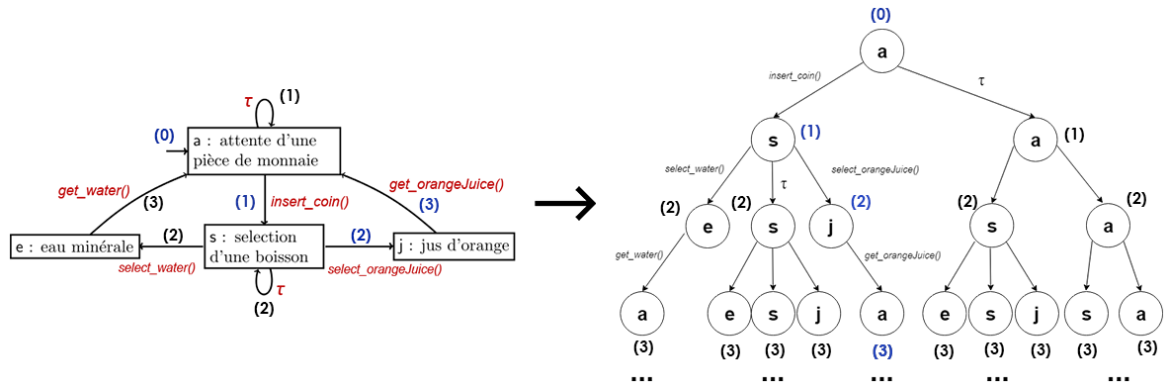 τ (1)
(0)
a : attente d'une
pièce de monnaie
get_water()
(3)
(1)
insert_coin()
get_orangeJuice()
(3)
e : eau minérale
(2)
select_water()
s : selection
d'une boisson
(2)
select_orangeJuice()
j : jus d'orange
τ
(2)
(0)
a
insert_coin()
τ
s
(1)
a
(1)
select_water()
τ
select_orangeJuice()
(2)
e
(2)
s
j
(2)
(2)
s
a
(2)
get_water()
get_orangeJuice()
a
e
s
j
a
e
s
j
s
a
(3)
(3)
(3)
(3)
(3)
(3)
(3)
(3)
(3)
(3)
...
...
...
...
...